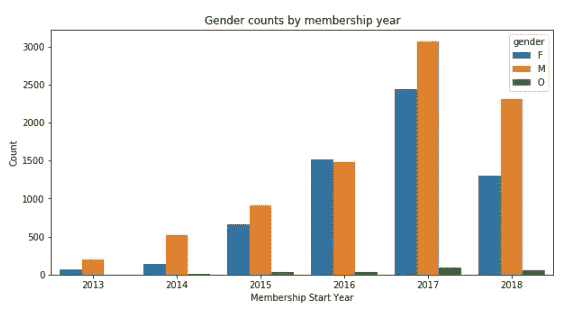 Gender counts by membership year
gender
F
M
O
3000
2500
2000
1500
1000
500
0
Count
2013 2014 2015 2016 2017 2018
Membership Start Year